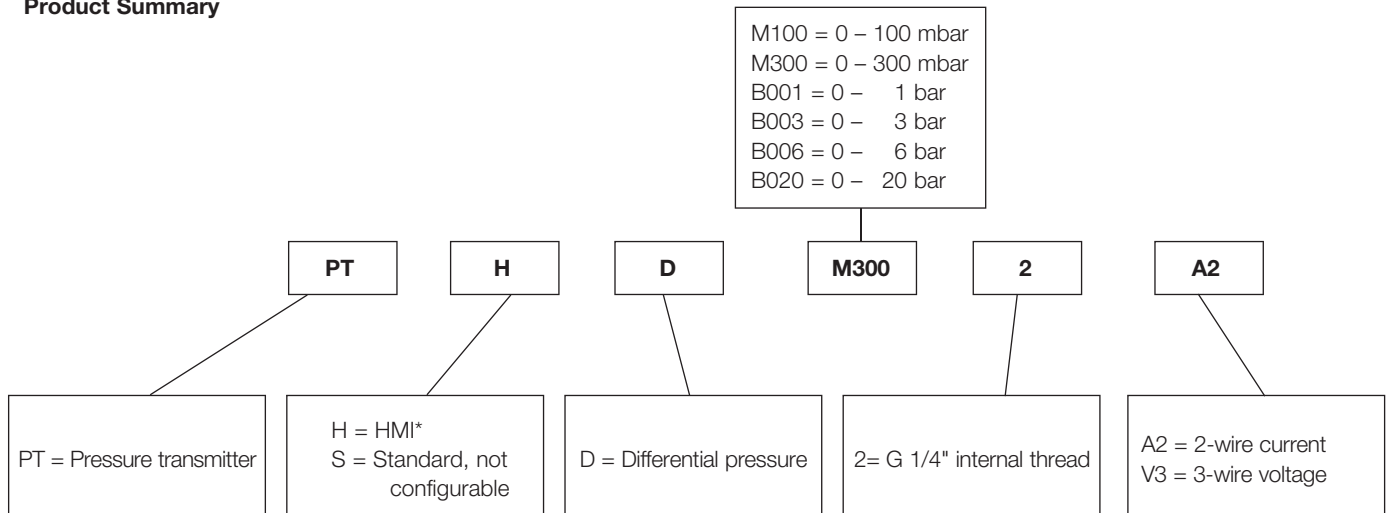 Product Summary
M100 = 0 – 100 mbar
M300 = 0 – 300 mbar
B001 = 0 – 1 bar
B003 = 0 – 3 bar
B006 = 0 – 6 bar
B020 = 0 – 20 bar
PT H D M300 2 A2
PT = Pressure transmitter
H = HMI*
S = Standard, not
configurable
D = Differential pressure
2= G 1/4" internal thread
A2 = 2-wire current
V3 = 3-wire voltage